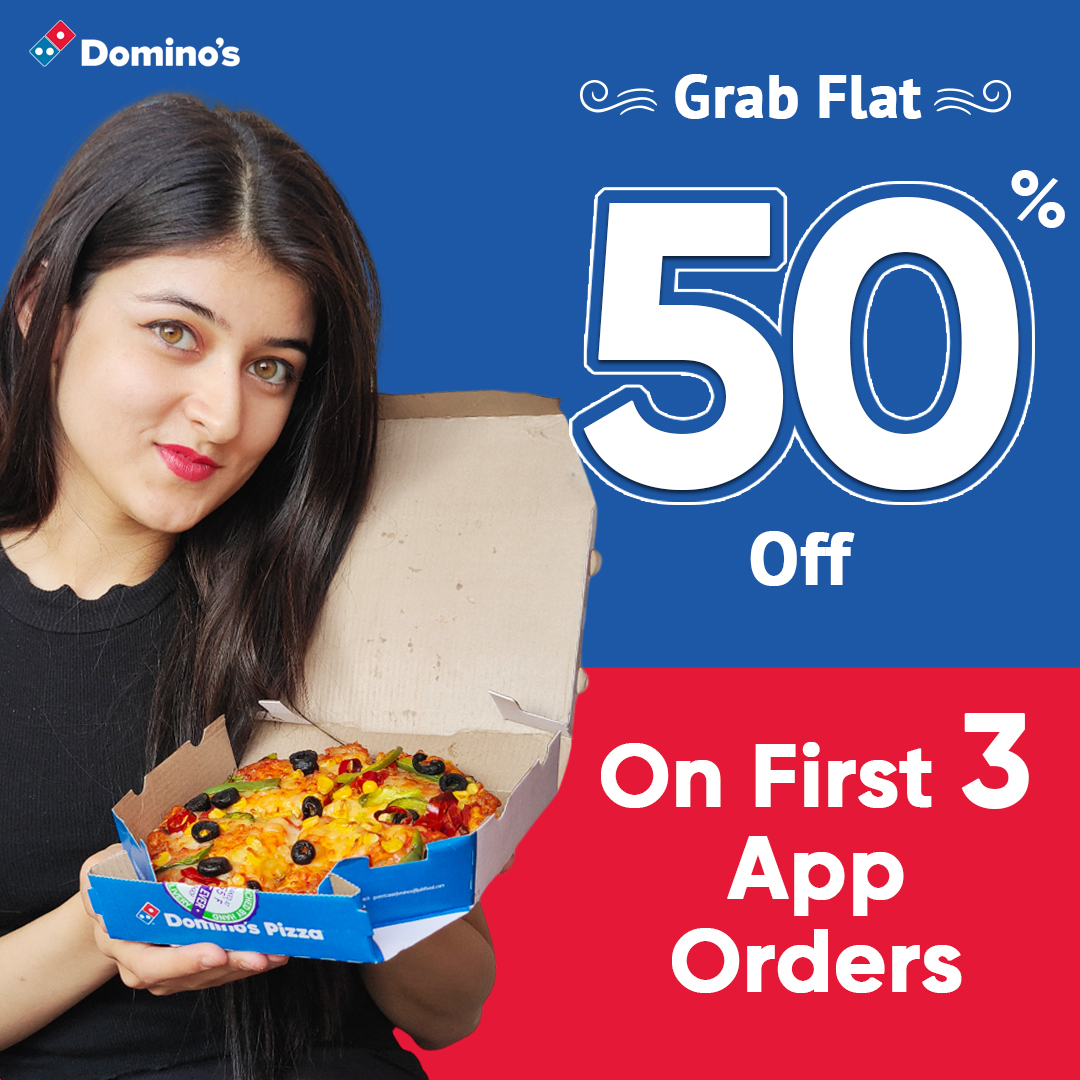 Domino's
Grab Flat
50%
Off
On First 3
App
Orders
Domino's Pizza